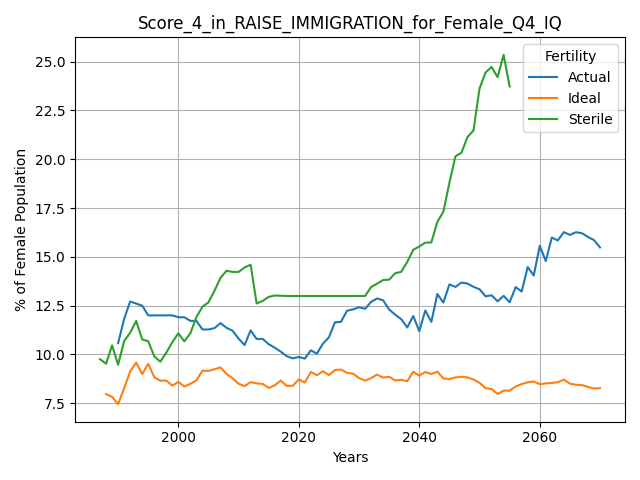 Score_4_in_RAISE_IMMIGRATION_for_Female_Q4_IQ
Fertility
Actual
Ideal
Sterile
% of Female Population
25.0
22.5
20.0
17.5
15.0
12.5
10.0
7.5
2000
2020
2040
2060
Years